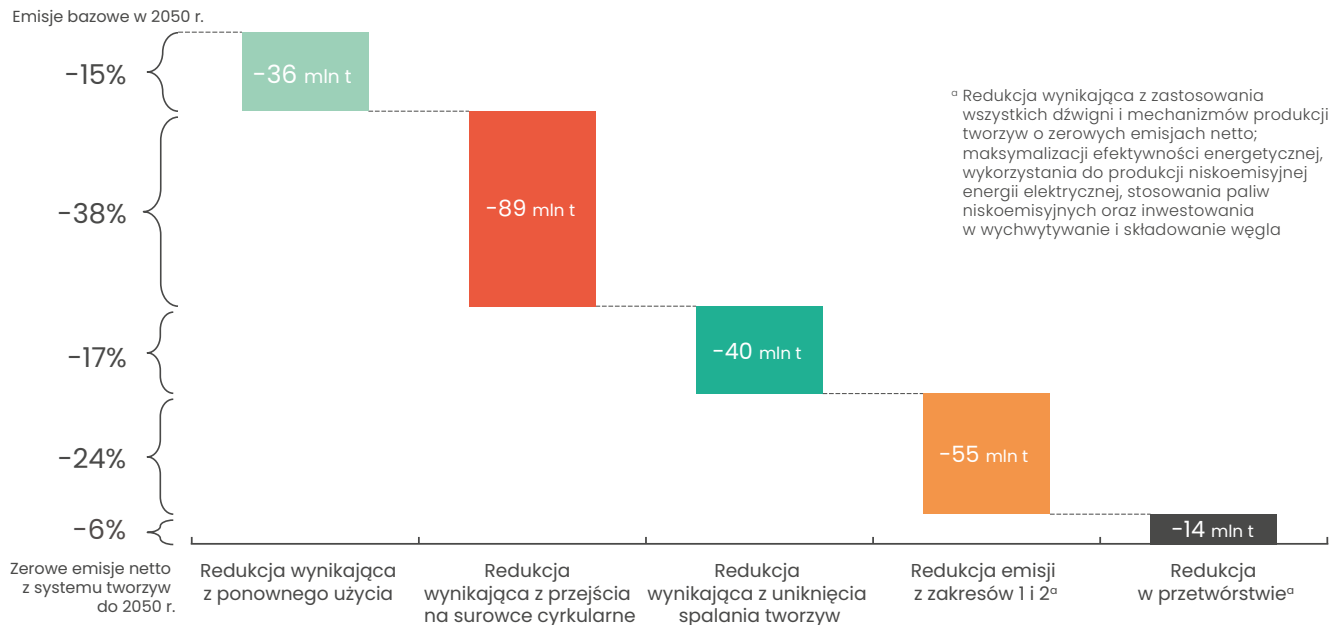 Emisje bazowe w 2050 r.
-15%
-38%
-17%
-24%
-6%
-36 mln t
-89 mln t
-40 mln t
-55 mln t
-14 mln t
ᵅ Redukcja wynikająca z zastosowania
wszystkich dźwigni i mechanizmów produkcji
tworzyw o zerowych emisjach netto;
maksymalizacji efektywności energetycznej,
wykorzystania do produkcji niskoemisyjnej
energii elektrycznej, stosowania paliw
niskoemisyjnych oraz inwestowania
w wychwytywanie i składowanie węgla
Zerowe emisje netto
z systemu tworzyw
do 2050 r.
Redukcja wynikająca
z ponownego użycia
Redukcja
wynikająca z przejścia
na surowce cyrkularne
Redukcja
wynikająca z uniknięcia
spalania tworzyw
Redukcja emisji
z zakresów 1 i 2ᵅ
Redukcja
w przetwórstwieᵅ